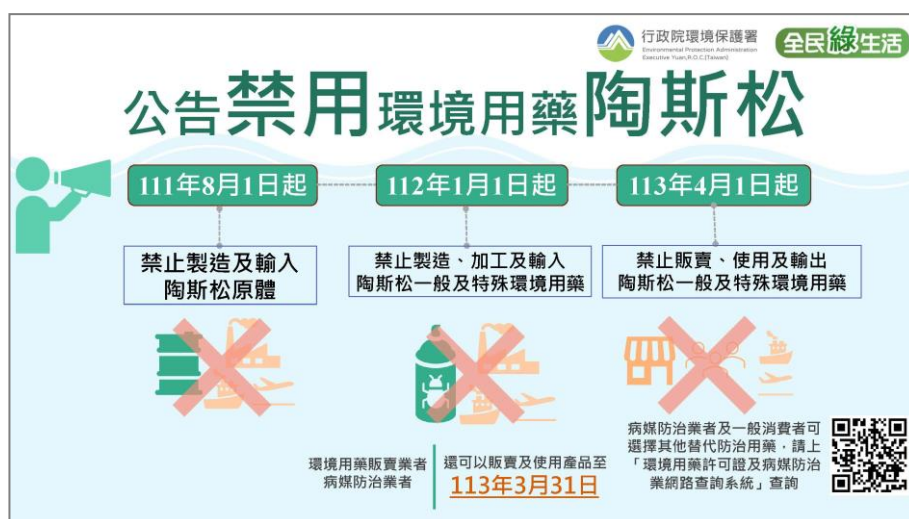 行政院環境保護署
Environmental Protection Administration
Executive Yuan,R.O.C.(Taiwan)
全民綠生活
公告禁用環境用藥陶斯松
111年8月1日起
112年1月1日起
113年4月1日起
禁止製造及輸入
陶斯松原體
禁止製造、加工及輸入
陶斯松一般及特殊環境用藥
禁止販賣、使用及輸出
陶斯松一般及特殊環境用藥
環境用藥販賣業者
病媒防治業者
還可以販賣及使用產品至
113年3月31日
病媒防治業者及一般消費者可
選擇其他替代防治用藥，請上
「環境用藥許可證及病媒防治
業網路查詢系統」查詢